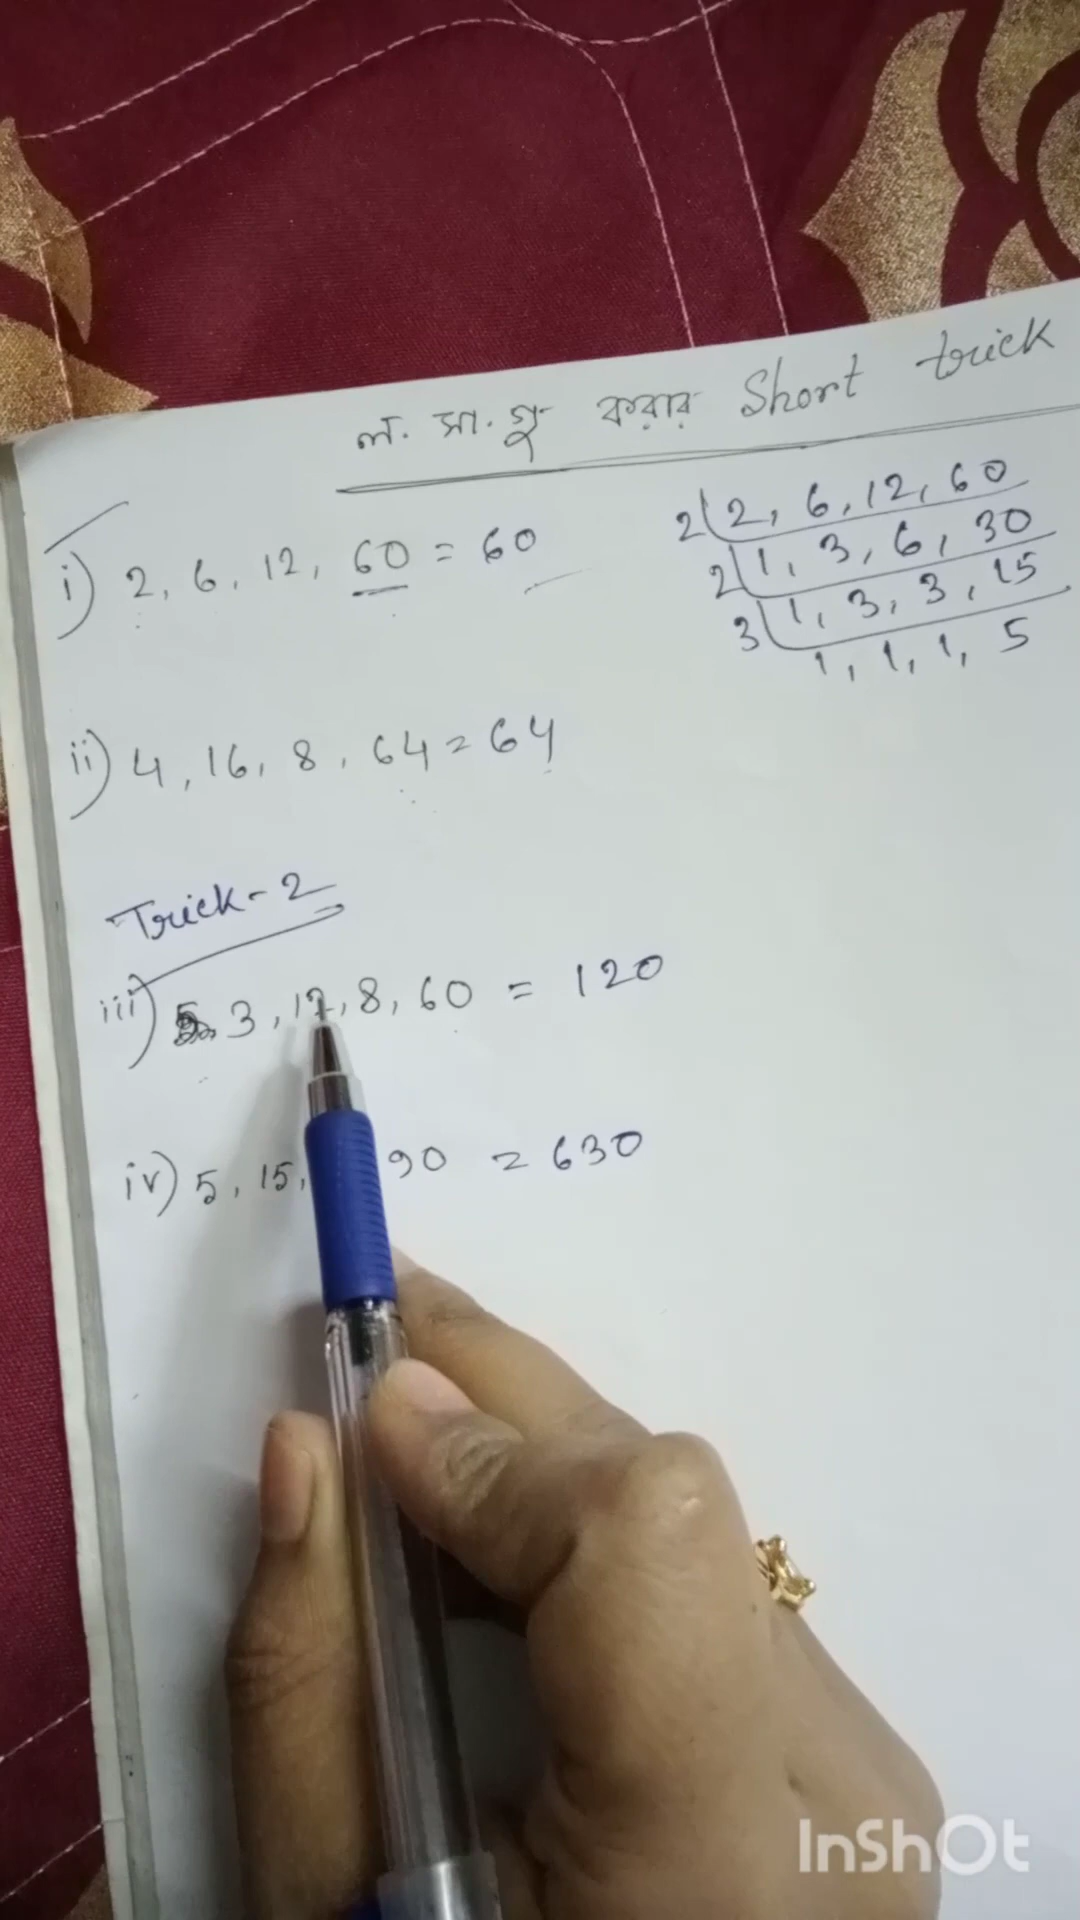 ল. সা. গু করার Short trick
i) 2, 6, 12, 60 = 60
2 2, 6, 12, 60
2 1, 3, 6, 30
3 1, 3, 3, 15
1, 1, 1, 5
ii) 4, 16, 8, 64 = 64
Trick-2
iii) 3, 12, 8, 60 = 120
iv) 5, 15, 90 = 630
InShOt